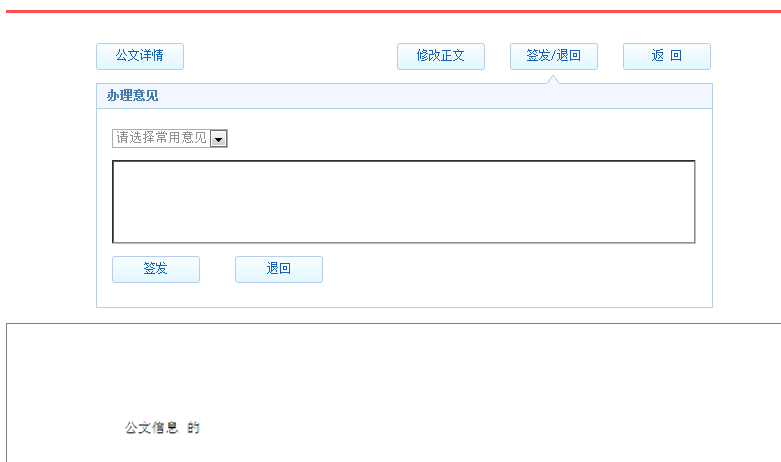 公文详情 修改正文 签发/退回 返 回
办理意见
请选择常用意见
签发 退回
公文信息 的